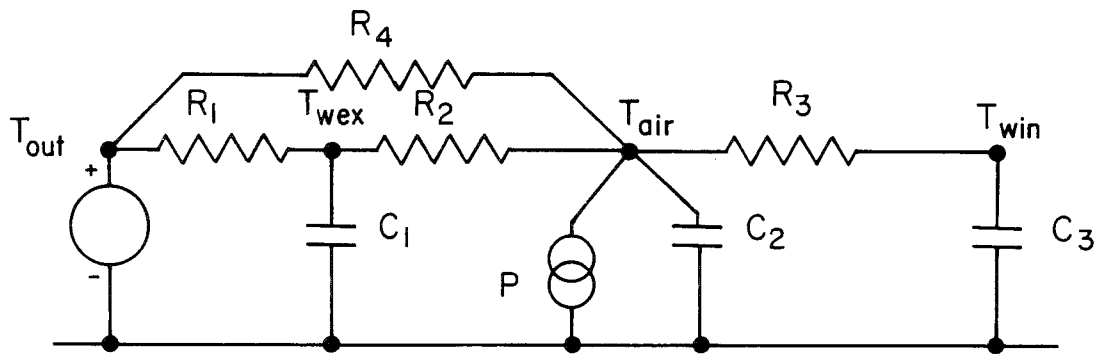 R4
R1
Twex
R2
R3
Tout
Tair
Twin
+
-
C1
P
C2
C3